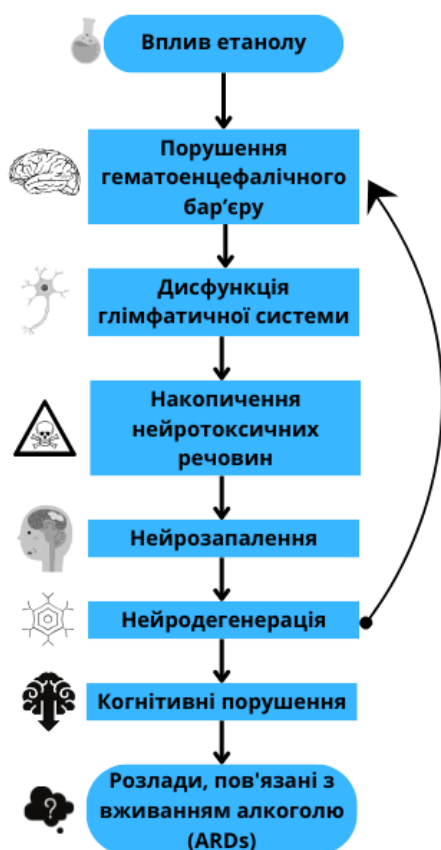 Вплив етанолу
Порушення
гематоенцефалічного
бар’єру
Дисфункція
глімфатичної системи
Накопичення
нейротоксичних
речовин
Нейрозапалення
Нейродегенерація
Когнітивні порушення
Розлади, пов'язані з
вживанням алкоголю
(ARDs)
?